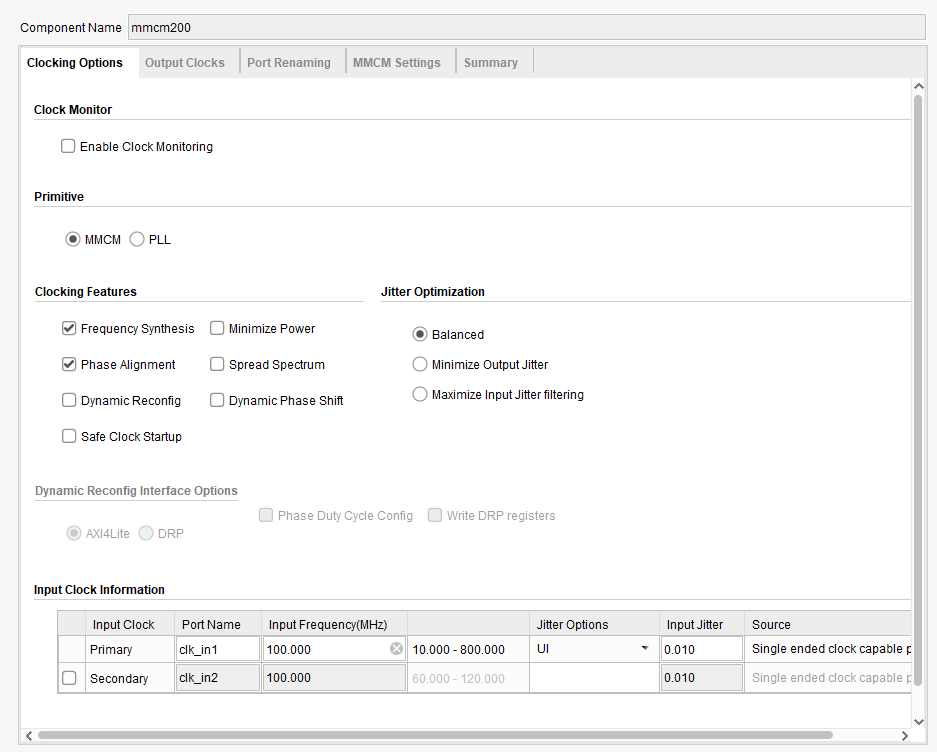 Component Name mmcm200
Clocking Options Output Clocks Port Renaming MMCM Settings Summary
Clock Monitor
Enable Clock Monitoring
Primitive
MMCM PLL
Clocking Features Jitter Optimization
Frequency Synthesis Minimize Power
Balanced
Phase Alignment Spread Spectrum
Minimize Output Jitter
Dynamic Reconfig Dynamic Phase Shift
Maximize Input Jitter filtering
Safe Clock Startup
Dynamic Reconfig Interface Options
Phase Duty Cycle Config Write DRP registers
AXI4Lite DRP
Input Clock Information
Input Clock Port Name Input Frequency(MHz) Jitter Options Input Jitter Source
Primary clk_in1 100.000 10.000 - 800.000 UI 0.010 Single ended clock capable p
Secondary clk_in2 100.000 60.000 - 120.000 0.010 Single ended clock capable p